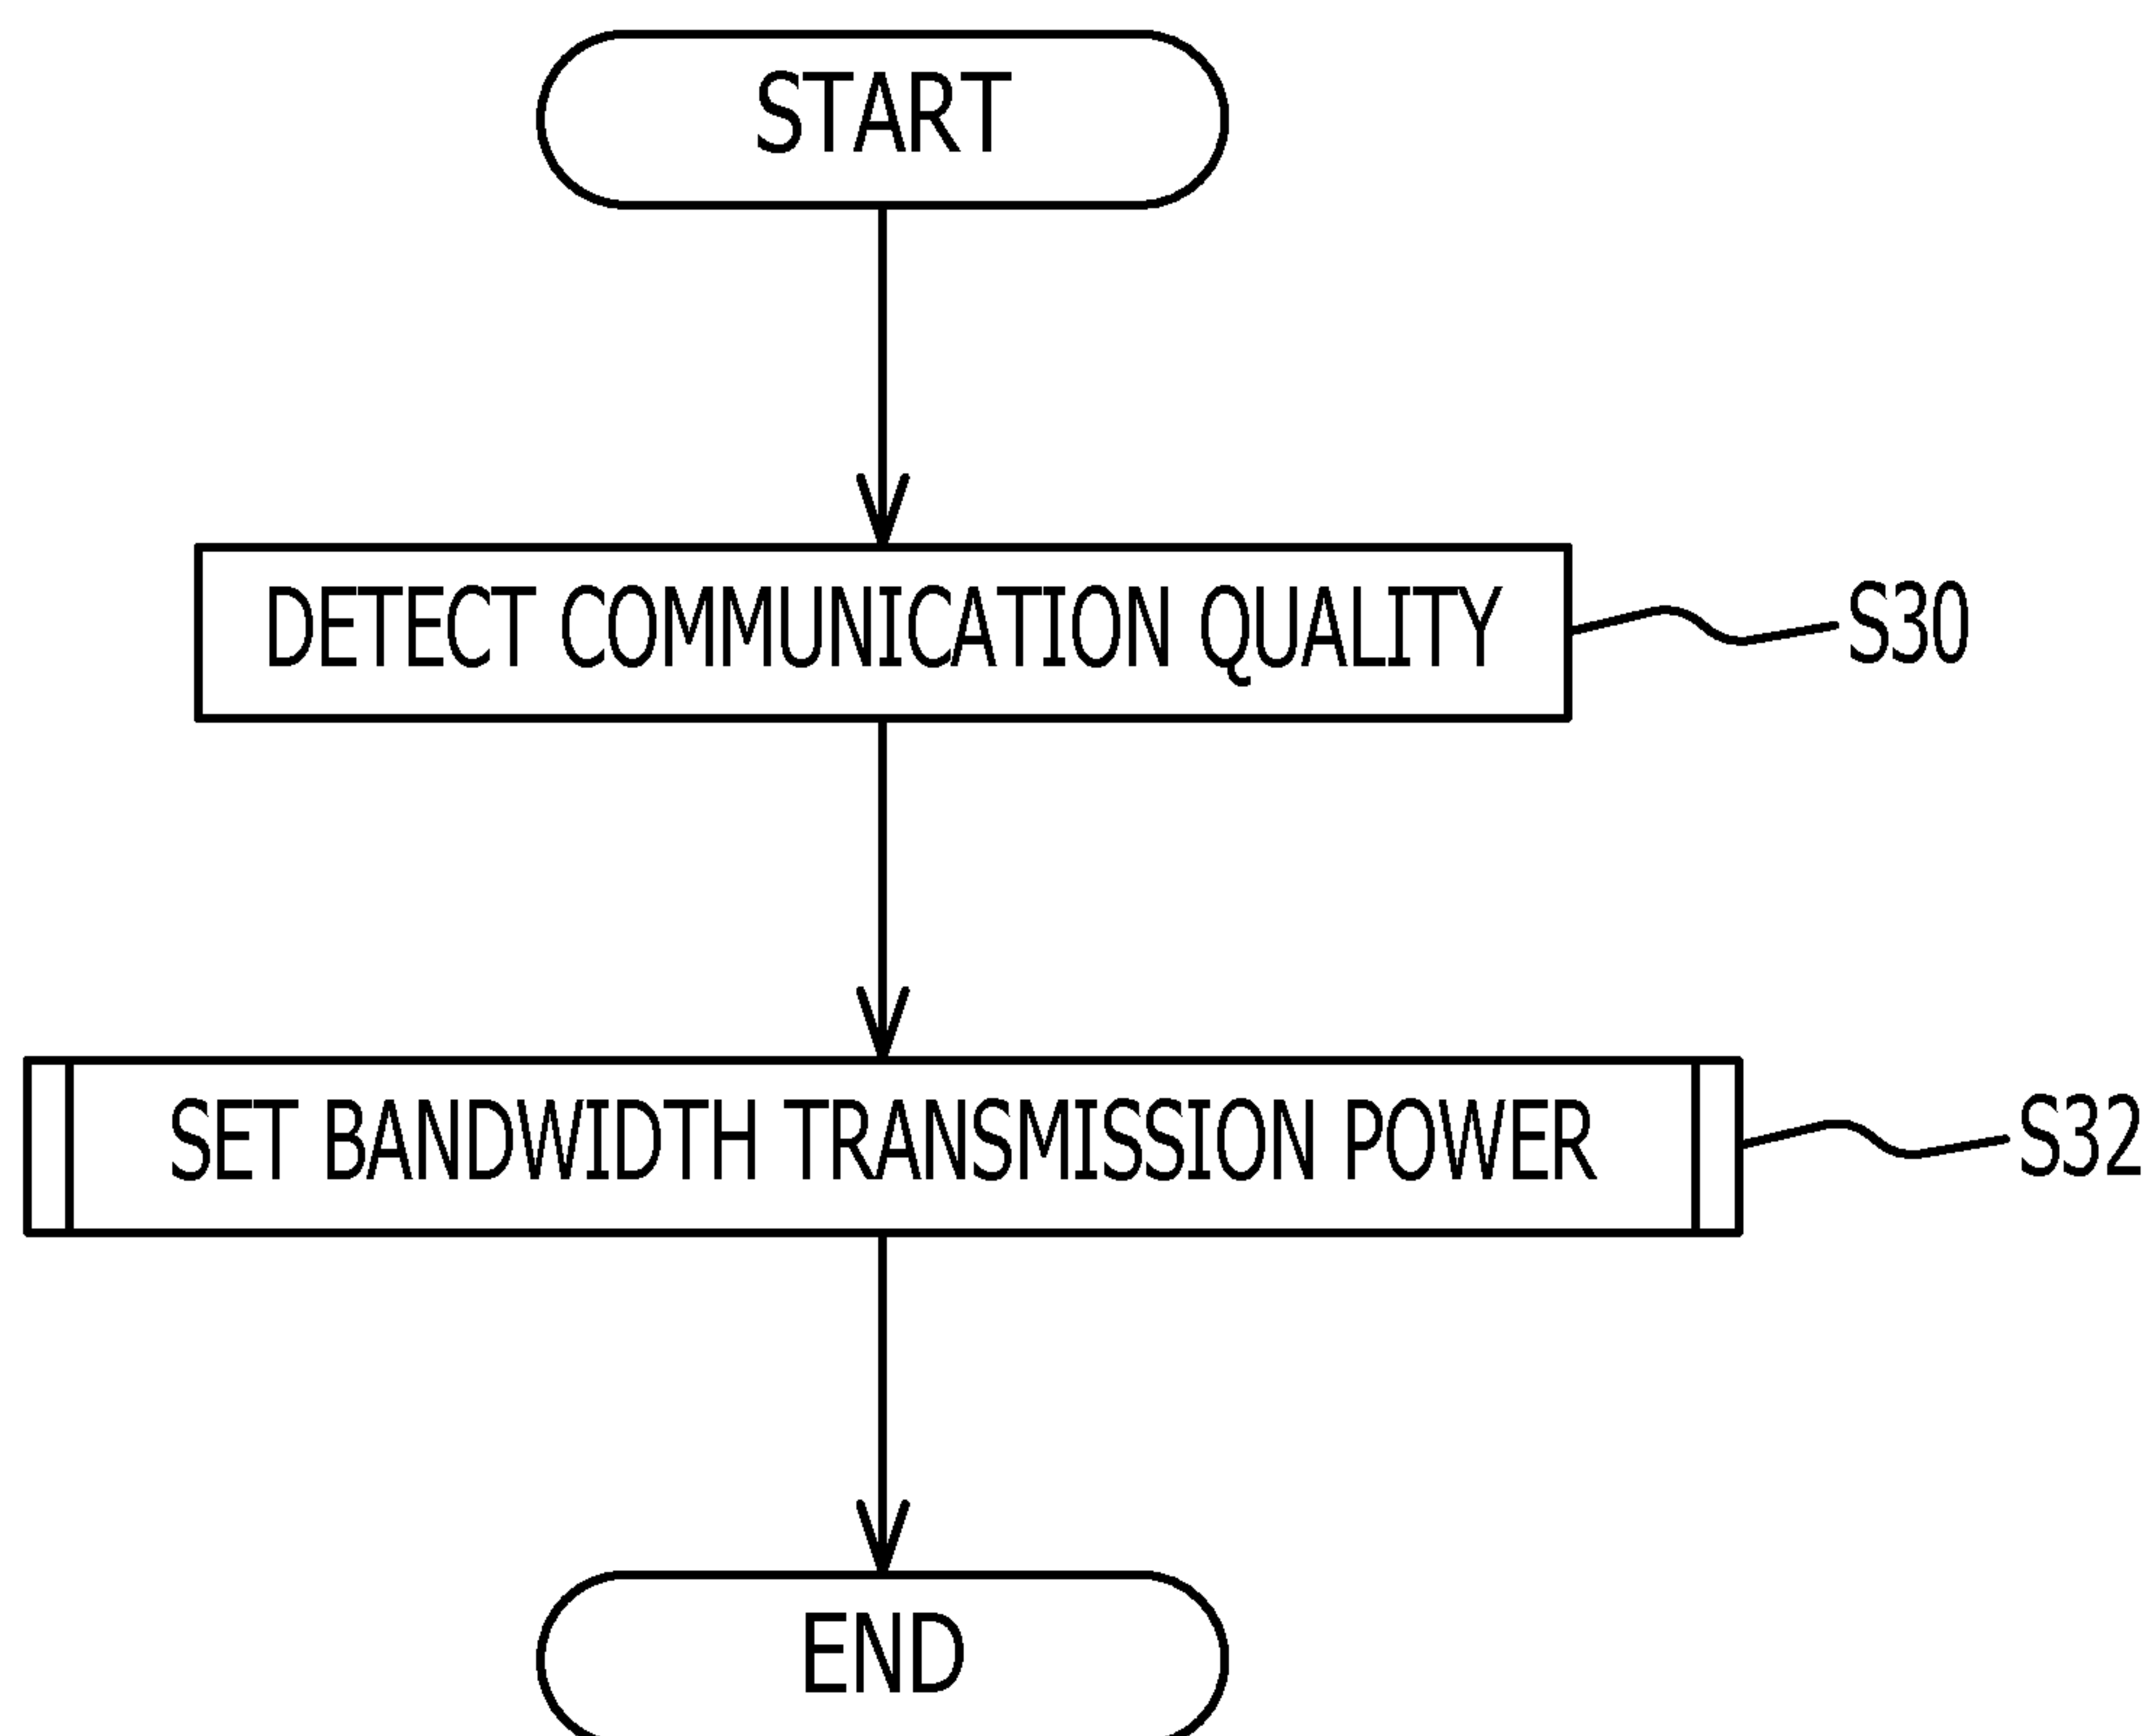 START
DETECT COMMUNICATION QUALITY
S30
SET BANDWIDTH TRANSMISSION POWER
S32
END